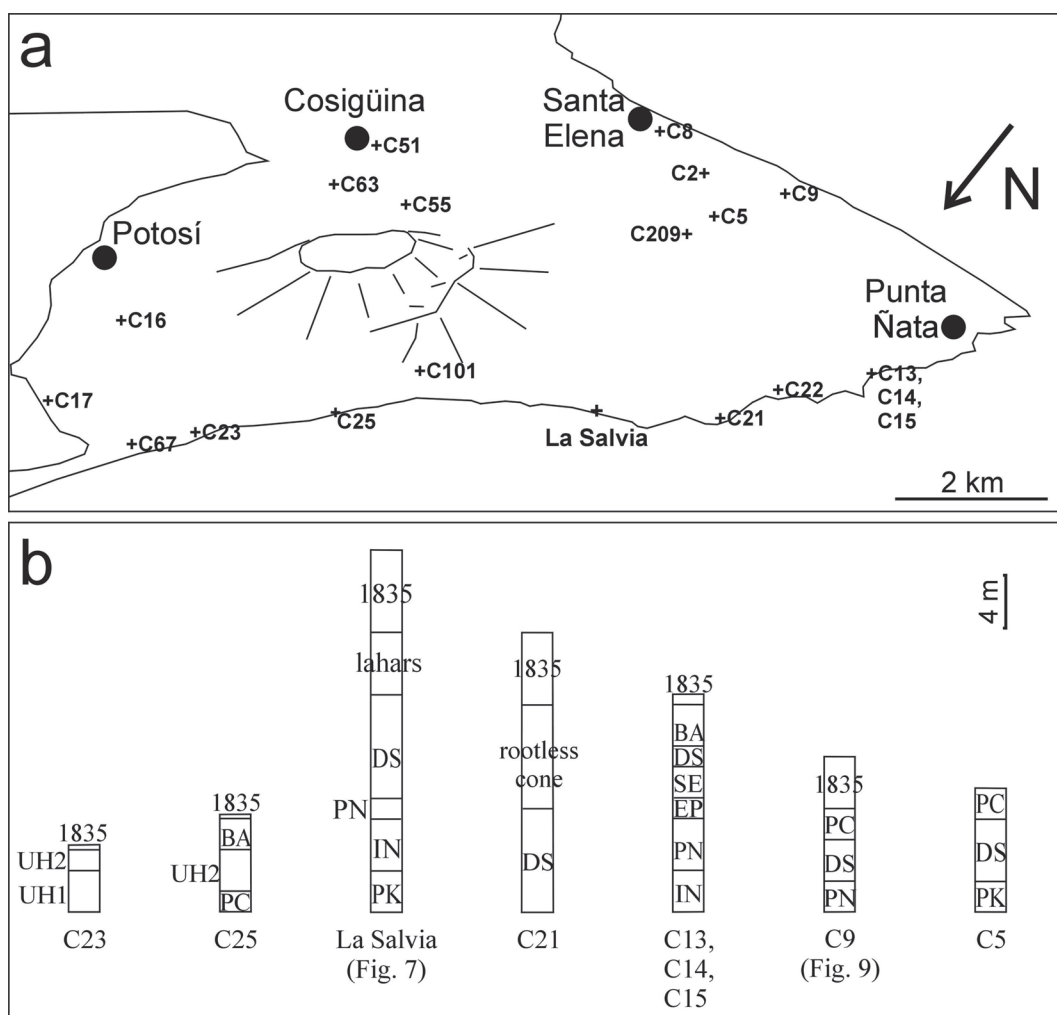 a
Cosigüina
Santa
Elena
+C8
+C51
C2+
+C63
+C9
+C55
+C5
N
C209+
Potosí
Punta
Ñata
+C16
+C101
+C13,
C14,
C15
+C22
+C17
+C25
La Salvia
+C21
+C23
+C67
2 km
b
4 m
1835
lahars
DS
PN
IN
PK
1835
rootless
cone
DS
1835
BA
DS
SE
EP
PN
IN
1835
PC
DS
PN
PC
DS
PK
1835
BA
UH2
PC
1835
UH2
UH1
C23
C25
La Salvia
(Fig. 7)
C21
C13,
C14,
C15
C9
(Fig. 9)
C5